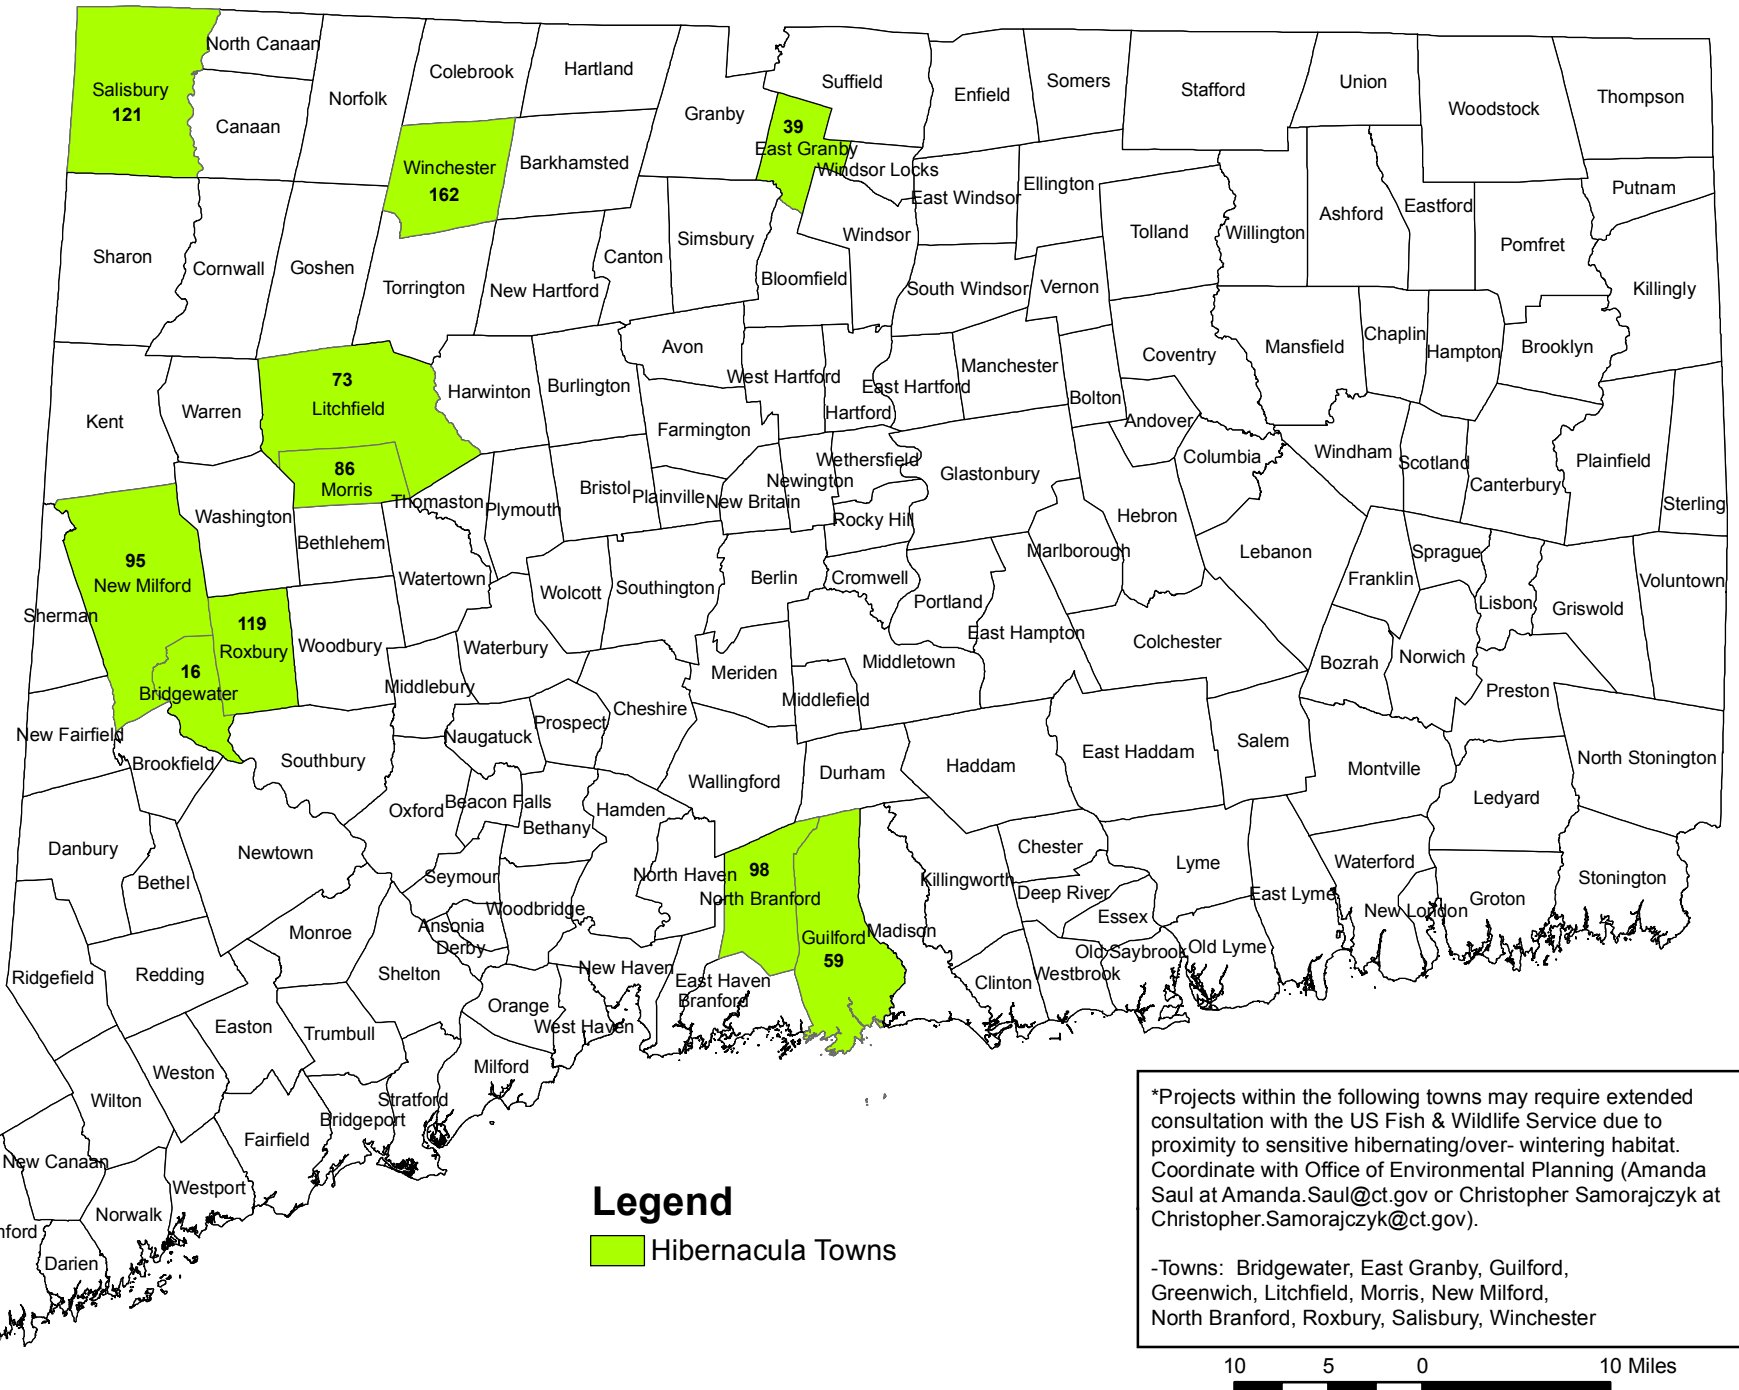 North Canaan
Colebrook
Hartland
Suffield
Enfield
Somers
Stafford
Union
Woodstock
Thompson
Salisbury
121
Norfolk
Canaan
Granby
39
East Granby
Windsor Locks
Winchester
162
Barkhamsted
East Windsor
Ellington
Ashford
Eastford
Putnam
Sharon
Cornwall
Goshen
Torrington
New Hartford
Canton
Simsbury
Windsor
Bloomfield
South Windsor
Vernon
Tolland
Willington
Pomfret
Killingly
Kent
Warren
73
Litchfield
Harwinton
Burlington
Avon
West Hartford
East Hartford
Hartford
Manchester
Bolton
Coventry
Andover
Mansfield
Chaplin
Hampton
Brooklyn
86
Morris
Farmington
Wethersfield
Newington
Glastonbury
Columbia
Windham
Scotland
Canterbury
Plainfield
Sterling
Washington
Thomaston
Plymouth
Bristol
Plainville
New Britain
Rocky Hill
Hebron
Marlborough
Lebanon
Sprague
Franklin
Voluntown
95
New Milford
Bethlehem
Watertown
Wolcott
Southington
Berlin
Cromwell
Portland
East Hampton
Colchester
Lisbon
Griswold
Sherman
119
Roxbury
Woodbury
Waterbury
Meriden
Middletown
Middlefield
Bozrah
Norwich
Preston
16
Bridgewater
Middlebury
Naugatuck
Prospect
Cheshire
New Fairfield
Brookfield
Southbury
Wallingford
Durham
Haddam
East Haddam
Salem
Montville
North Stonington
Ledyard
Oxford
Beacon Falls
Bethany
Hamden
Danbury
Bethel
Newtown
Seymour
Woodbridge
North Haven
98
North Branford
Killingworth
Chester
Deep River
Essex
Lyme
East Lyme
Waterford
New London
Groton
Stonington
Ansonia
Derby
Monroe
Shelton
Guilford
59
Madison
Clinton
Westbrook
Old Saybrook
Old Lyme
Ridgefield
Redding
New Haven
East Haven
Branford
Orange
West Haven
Easton
Trumbull
Milford
Weston
Wilton
Stratford
Bridgeport
Fairfield
New Canaan
Westport
Norwalk
Darien
Legend
Hibernacula Towns
*Projects within the following towns may require extended
consultation with the US Fish & Wildlife Service due to
proximity to sensitive hibernating/over- wintering habitat.
Coordinate with Office of Environmental Planning (Amanda
Saul at Amanda.Saul@ct.gov or Christopher Samorajczyk at
Christopher.Samorajczyk@ct.gov).
-Towns:  Bridgewater, East Granby, Guilford,
Greenwich, Litchfield, Morris, New Milford,
North Branford, Roxbury, Salisbury, Winchester
10 5 0 10 Miles